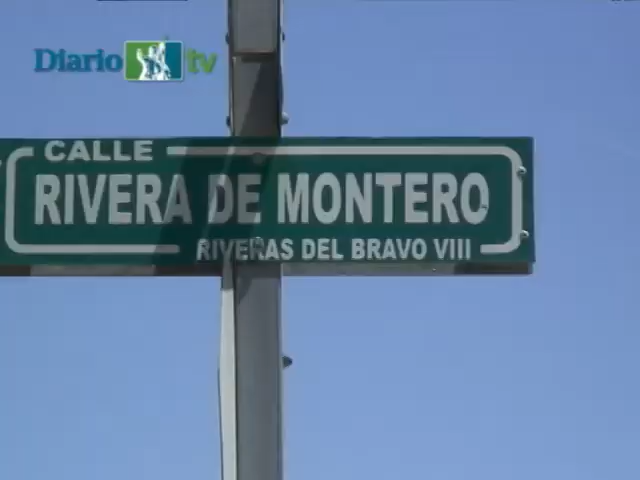 Diario tv
CALLE
RIVERA DE MONTERO
RIVERAS DEL BRAVO VIII